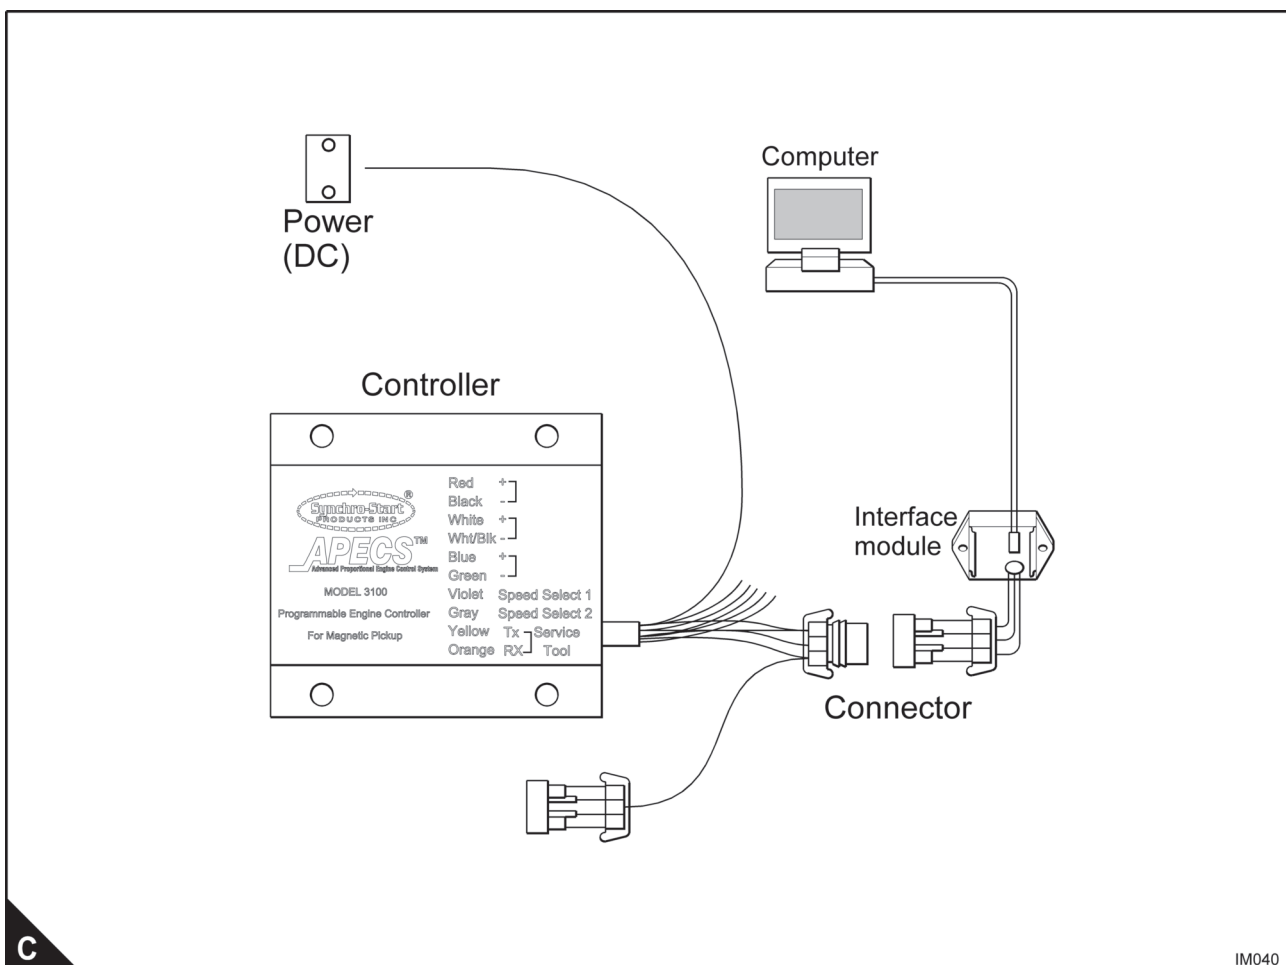 Computer
Power
(DC)
Controller
Synchro-Start ®
PRODUCTS INC
APECS™
Advanced Proportional Engine Control System
MODEL 3100
Programmable Engine Controller
For Magnetic Pickup
Red +
Black -
White +
Wht/Blk -
Blue +
Green -
Violet Speed Select 1
Gray Speed Select 2
Yellow Tx Service
Orange RX Tool
Interface
module
Connector
C
IM040